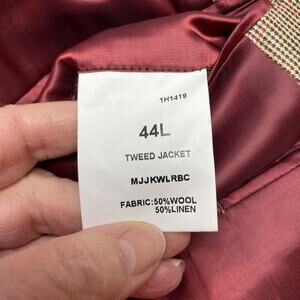 1H1419
44L
TWEED JACKET
MJJKWLRBC
FABRIC:50%WOOL
50%LINEN